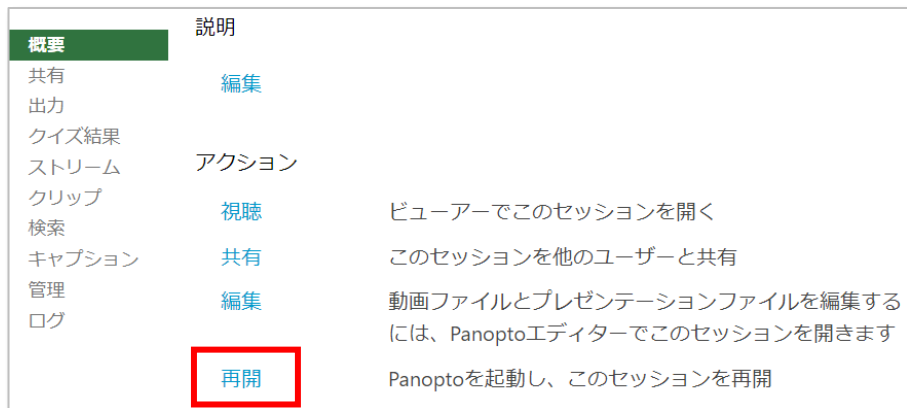 概要
共有
出力
クイズ結果
ストリーム
クリップ
検索
キャプション
管理
ログ
説明
編集
アクション
視聴 ビューアーでこのセッションを開く
共有 このセッションを他のユーザーと共有
編集 動画ファイルとプレゼンテーションファイルを編集する
には、Panoptoエディターでこのセッションを開きます
再開 Panoptoを起動し、このセッションを再開